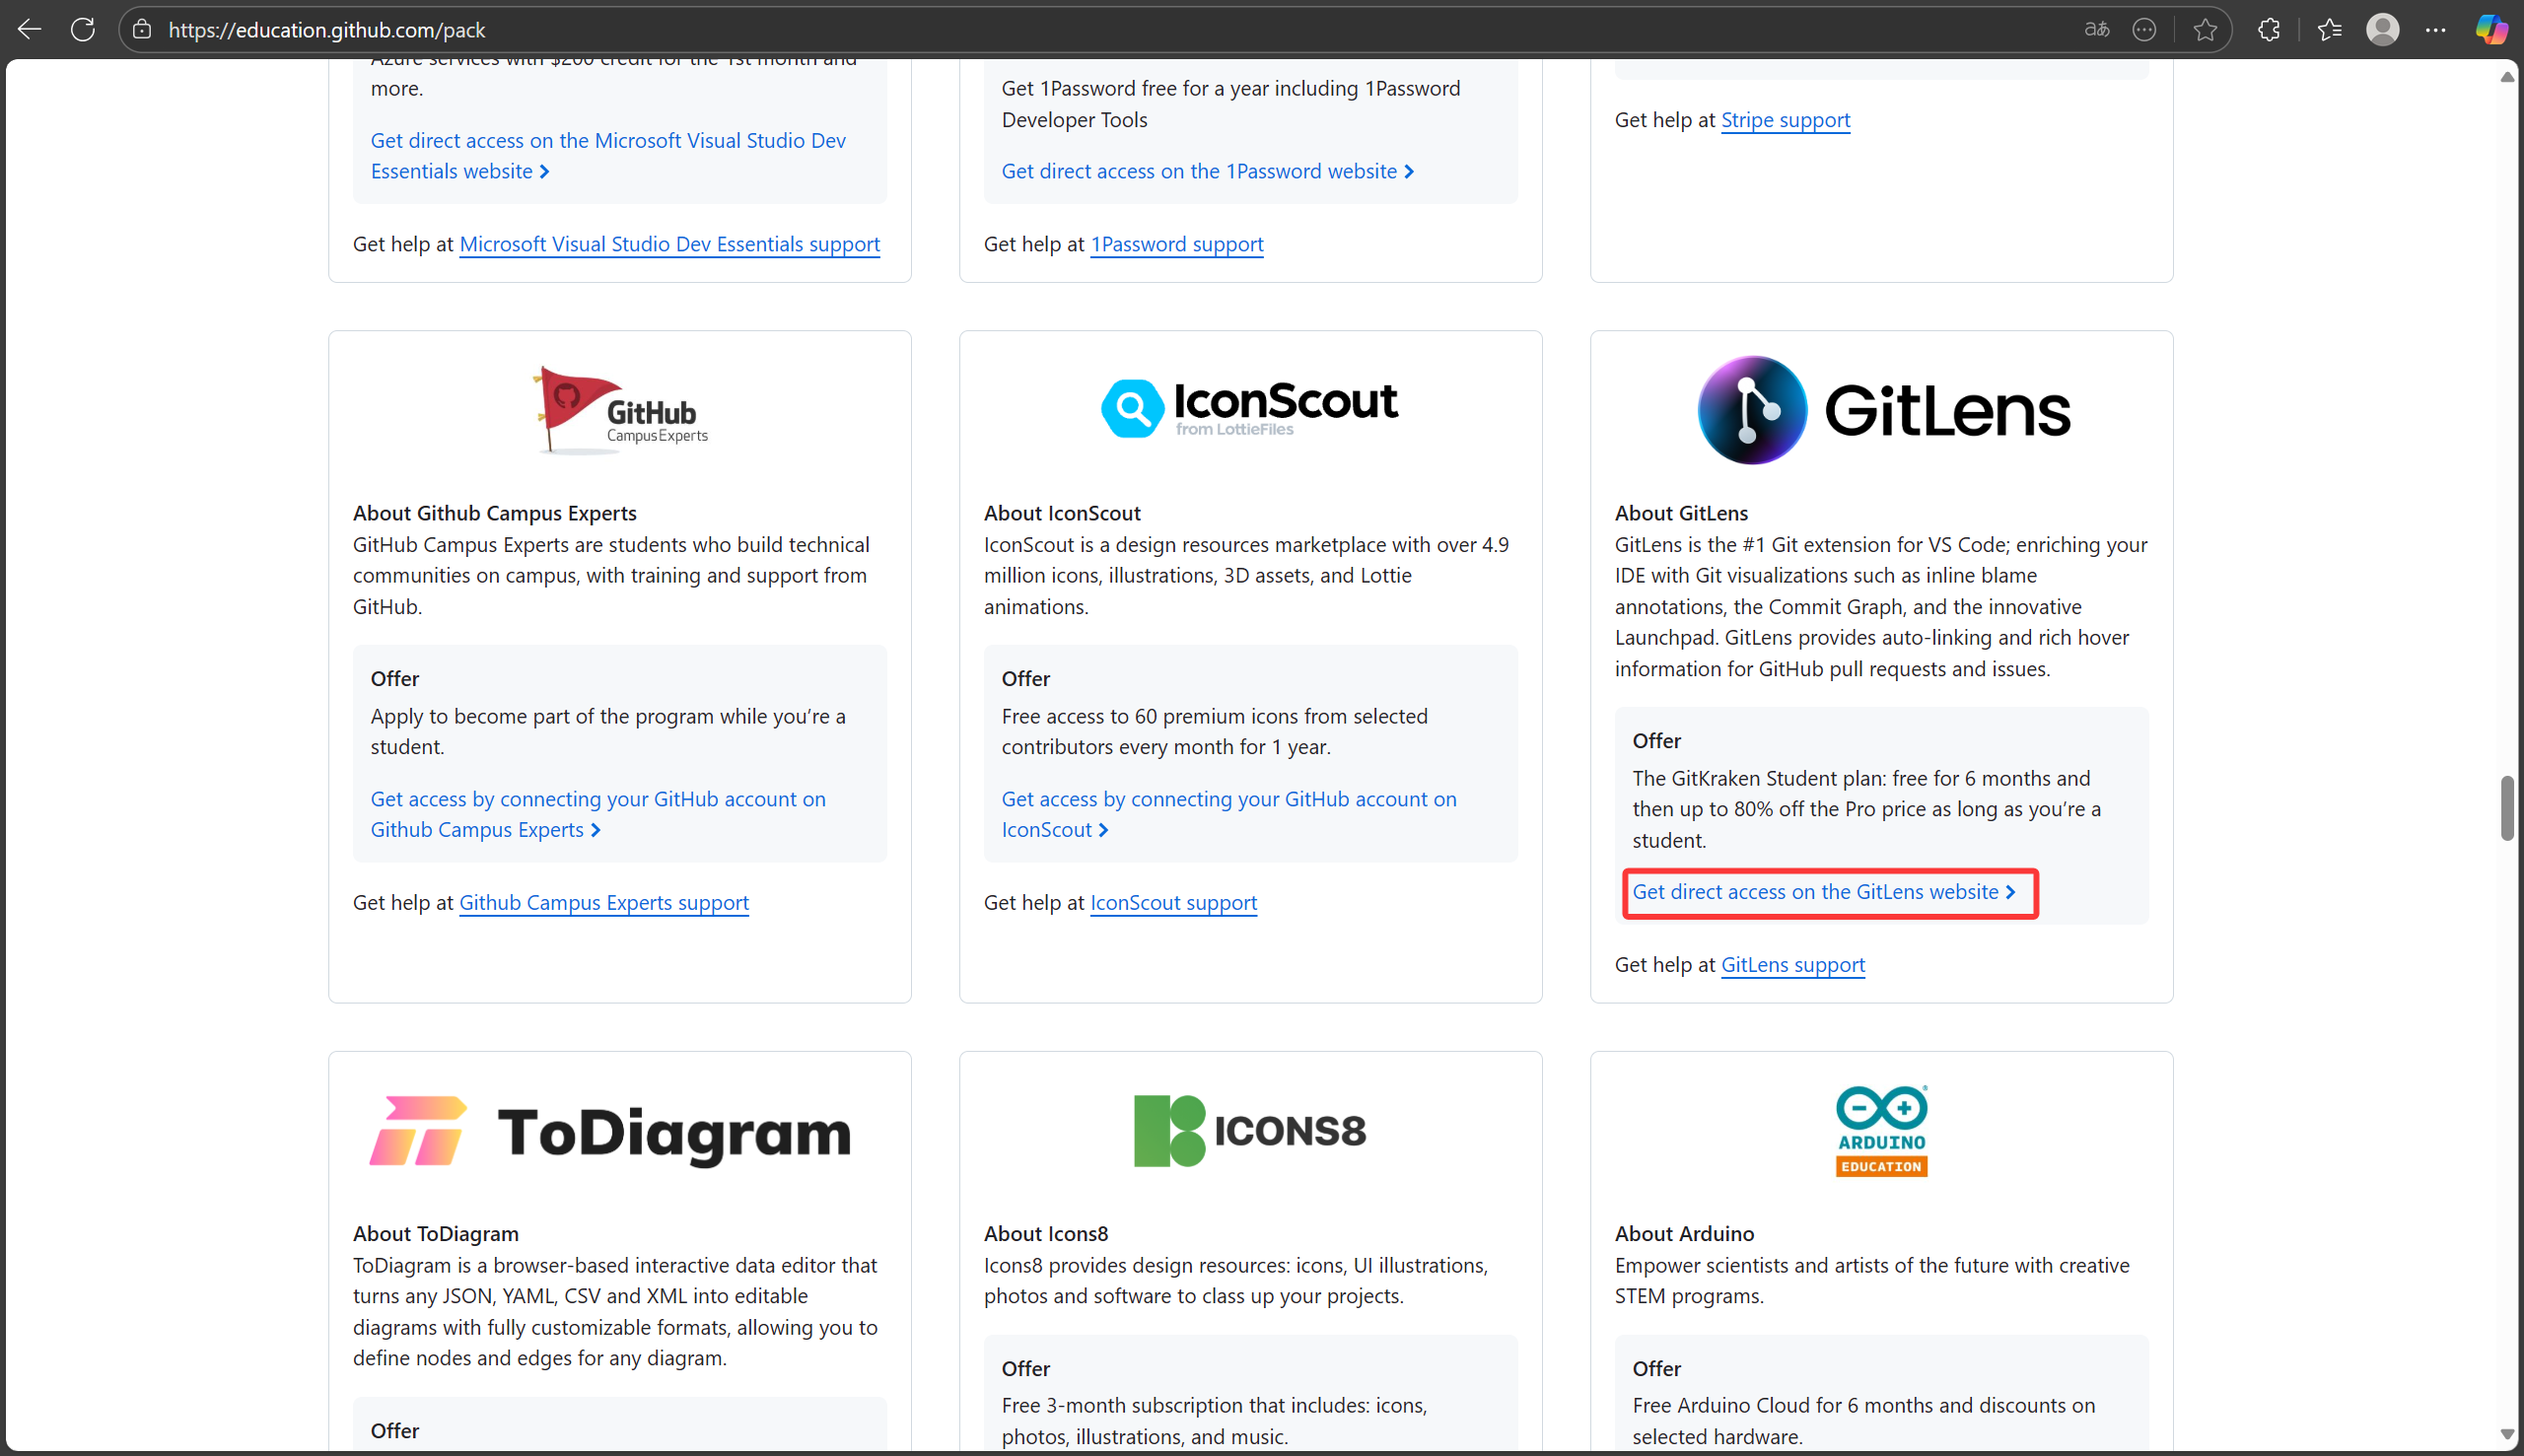 https://education.github.com/pack
aあ
Azure services with $200 credit for the 1st month and
more.
Get direct access on the Microsoft Visual Studio Dev
Essentials website
Get help at Microsoft Visual Studio Dev Essentials support
Get 1Password free for a year including 1Password
Developer Tools
Get direct access on the 1Password website
Get help at 1Password support
Get help at Stripe support
GitHub
Campus Experts
About Github Campus Experts
GitHub Campus Experts are students who build technical
communities on campus, with training and support from
GitHub.
Offer
Apply to become part of the program while you’re a
student.
Get access by connecting your GitHub account on
Github Campus Experts
Get help at Github Campus Experts support
IconScout
from LottieFiles
About IconScout
IconScout is a design resources marketplace with over 4.9
million icons, illustrations, 3D assets, and Lottie
animations.
Offer
Free access to 60 premium icons from selected
contributors every month for 1 year.
Get access by connecting your GitHub account on
IconScout
Get help at IconScout support
GitLens
About GitLens
GitLens is the #1 Git extension for VS Code; enriching your
IDE with Git visualizations such as inline blame
annotations, the Commit Graph, and the innovative
Launchpad. GitLens provides auto-linking and rich hover
information for GitHub pull requests and issues.
Offer
The GitKraken Student plan: free for 6 months and
then up to 80% off the Pro price as long as you’re a
student.
Get direct access on the GitLens website
Get help at GitLens support
ToDiagram
About ToDiagram
ToDiagram is a browser-based interactive data editor that
turns any JSON, YAML, CSV and XML into editable
diagrams with fully customizable formats, allowing you to
define nodes and edges for any diagram.
Offer
ICONS8
About Icons8
Icons8 provides design resources: icons, UI illustrations,
photos and software to class up your projects.
Offer
Free 3-month subscription that includes: icons,
photos, illustrations, and music.
ARDUINO
EDUCATION
About Arduino
Empower scientists and artists of the future with creative
STEM programs.
Offer
Free Arduino Cloud for 6 months and discounts on
selected hardware.